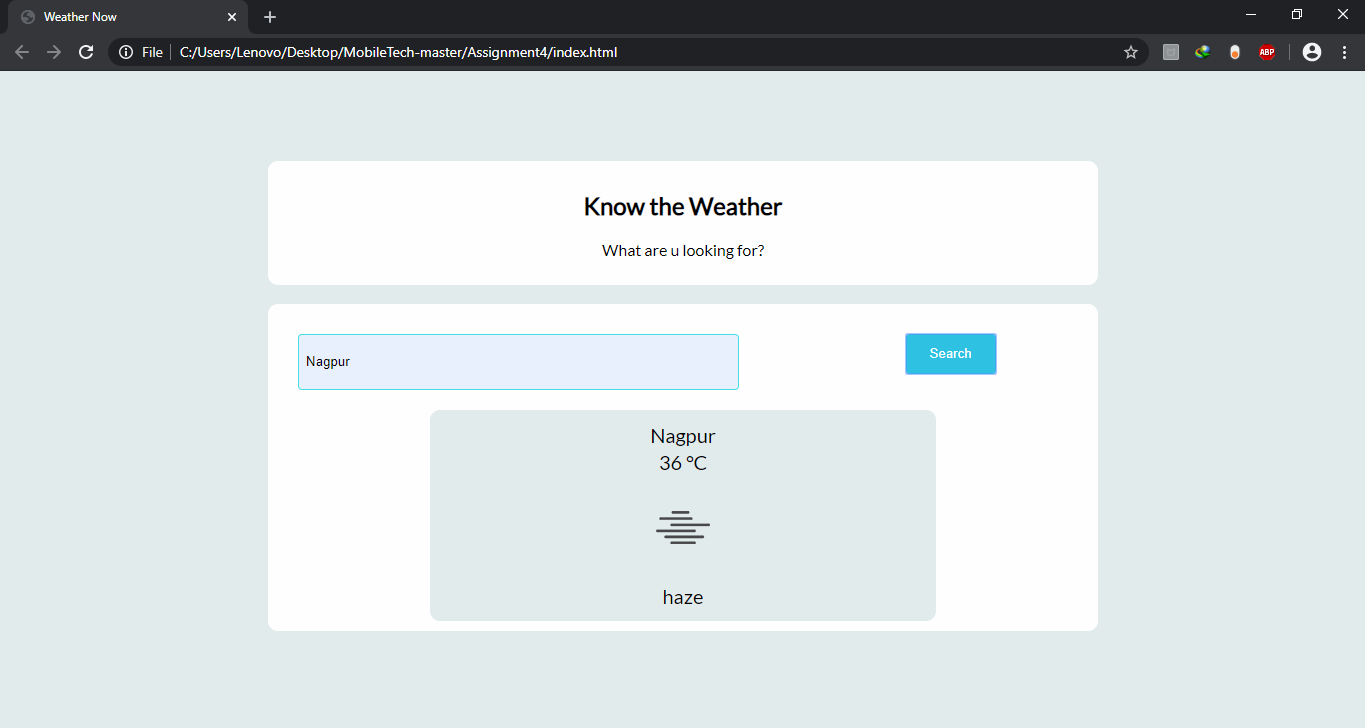 Weather Now
File C:/Users/Lenovo/Desktop/MobileTech-master/Assignment4/index.html
ABP
Know the Weather
What are u looking for?
Nagpur
Search
Nagpur
36 °C
haze